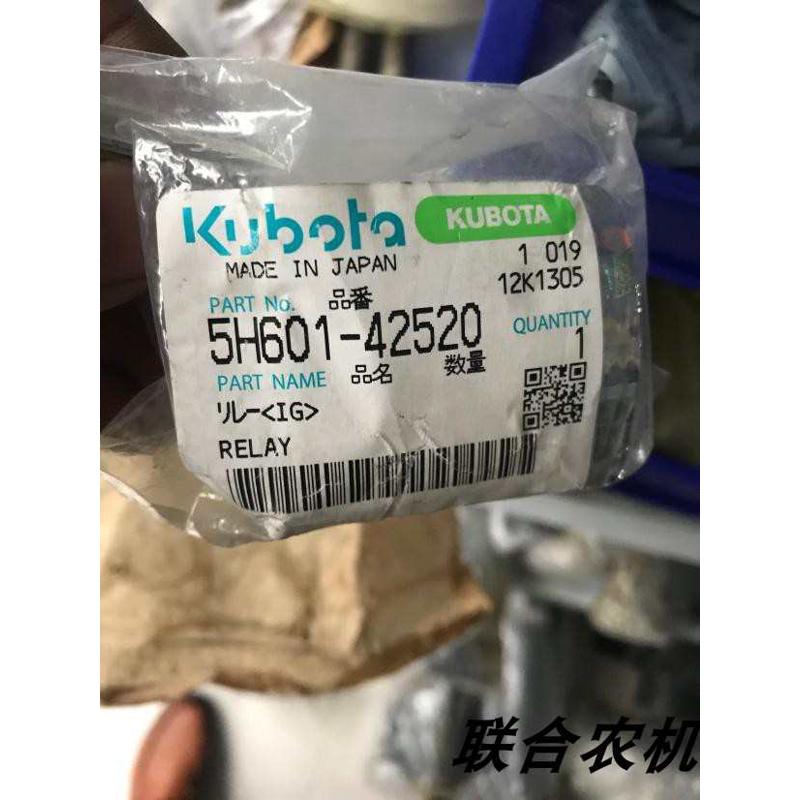 Kubota KUBOTA
MADE IN JAPAN 1 019
12K1305
PART No. 品番
5H601-42520 QUANTITY
PART NAME 品名 数量 1
リレー<IG>
RELAY
联合农机